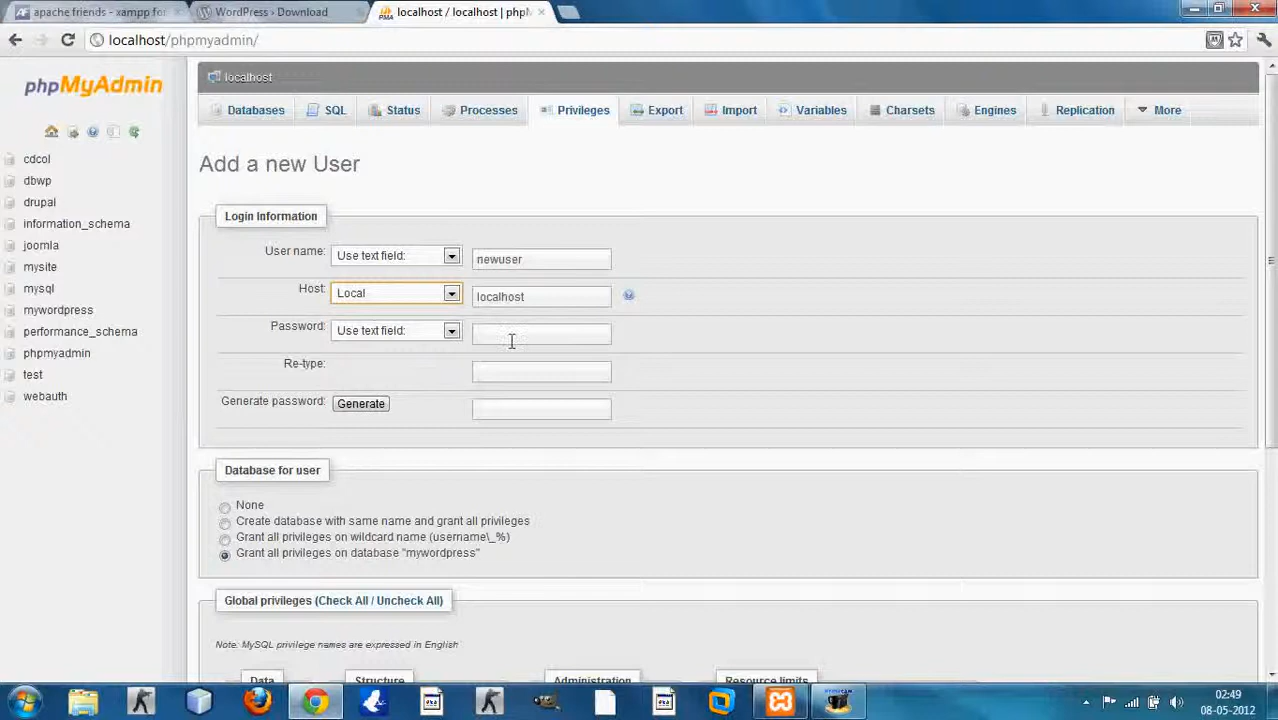 apache friends - xampp for
WordPress › Download
localhost / localhost | phpM
localhost/phpmyadmin/
phpMyAdmin
cdcol
dbwp
drupal
information_schema
joomla
mysite
mysql
mywordpress
performance_schema
phpmyadmin
test
webauth
localhost
Databases SQL Status Processes Privileges Export Import Variables Charsets Engines Replication More
Add a new User
Login Information
User name: Use text field: newuser
Host: Local localhost
Password: Use text field:
Re-type:
Generate password: Generate
Database for user
None
Create database with same name and grant all privileges
Grant all privileges on wildcard name (username\_%)
Grant all privileges on database "mywordpress"
Global privileges (Check All / Uncheck All)
Note: MySQL privilege names are expressed in English
Data Structure Administration Resource limits
02:49
08-05-2012